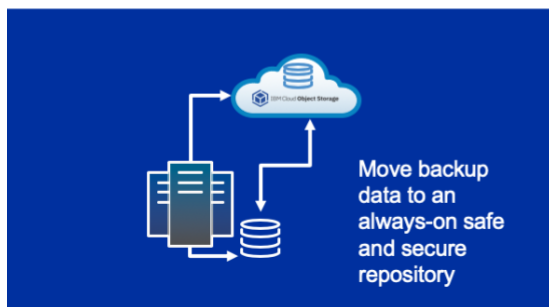 IBM Cloud Object Storage
Move backup
data to an
always-on safe
and secure
repository